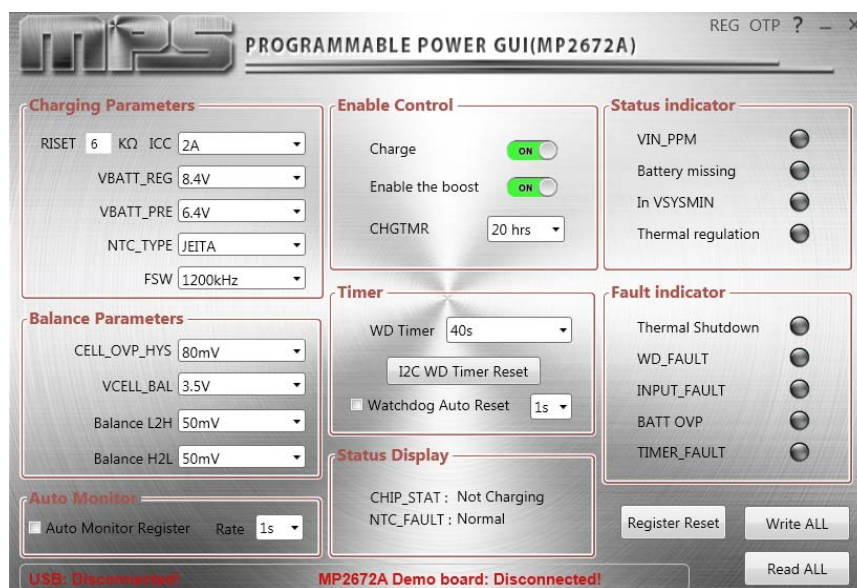 REG OTP ?
MPS PROGRAMMABLE POWER GUI(MP2672A)
Charging Parameters
RISET 6 KΩ ICC 2A
VBATT_REG 8.4V
VBATT_PRE 6.4V
NTC_TYPE JEITA
FSW 1200kHz
Balance Parameters
CELL_OVP_HYS 80mV
VCELL_BAL 3.5V
Balance L2H 50mV
Balance H2L 50mV
Auto Monitor
Auto Monitor Register Rate 1s
Enable Control
Charge ON
Enable the boost ON
CHGTMR 20 hrs
Timer
WD Timer 40s
I2C WD Timer Reset
Watchdog Auto Reset 1s
Status Display
CHIP_STAT : Not Charging
NTC_FAULT : Normal
Status indicator
VIN_PPM
Battery missing
In VSYSMIN
Thermal regulation
Fault indicator
Thermal Shutdown
WD_FAULT
INPUT_FAULT
BATT OVP
TIMER_FAULT
Register Reset Write ALL
Read ALL
USB: Disconnected! MP2672A Demo board: Disconnected!